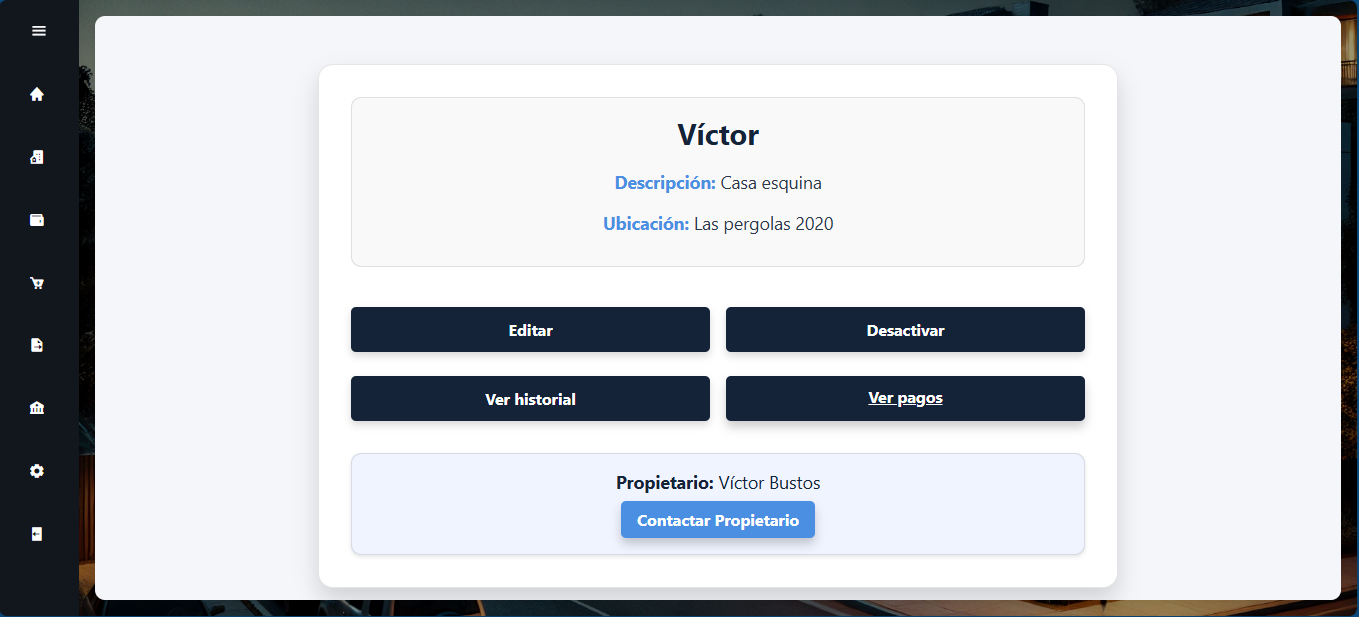 Víctor
Descripción: Casa esquina
Ubicación: Las pergolas 2020
Editar
Desactivar
Ver historial
Ver pagos
Propietario: Víctor Bustos
Contactar Propietario